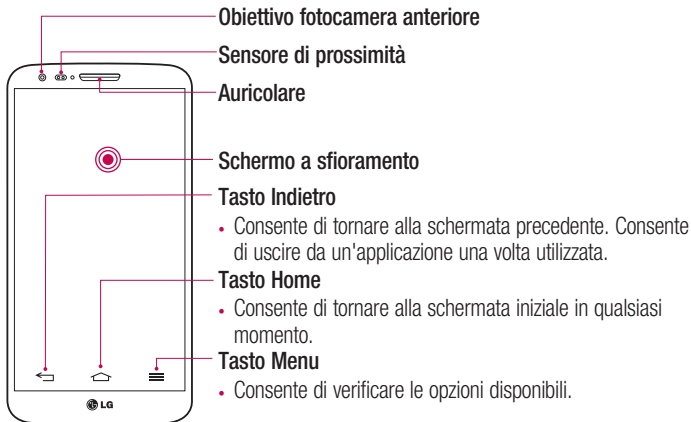 Obiettivo fotocamera anteriore
Sensore di prossimità
Auricolare
Schermo a sfioramento
Tasto Indietro
• Consente di tornare alla schermata precedente. Consente
di uscire da un'applicazione una volta utilizzata.
Tasto Home
• Consente di tornare alla schermata iniziale in qualsiasi
momento.
Tasto Menu
• Consente di verificare le opzioni disponibili.
LG